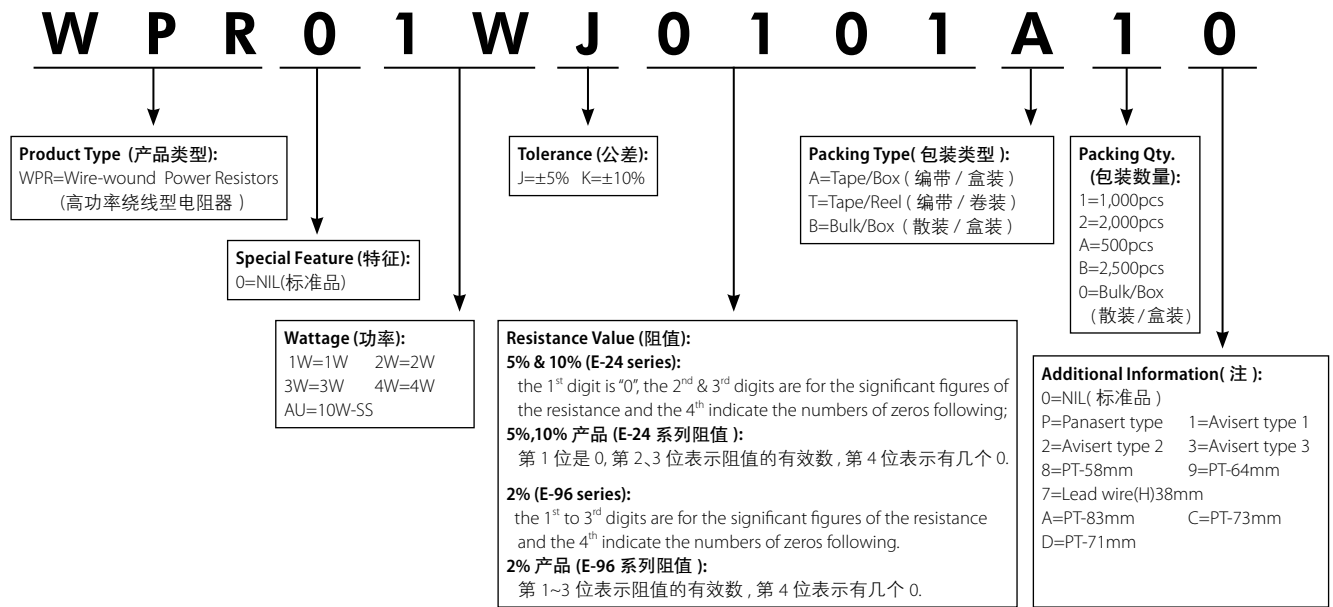 W P R 0 1 W J 0 1 0 1 A 1 0
Product Type (产品类型):
WPR=Wire-wound Power Resistors
(高功率绕线型电阻器 )
Special Feature (特征):
0=NIL(标准品)
Wattage (功率):
1W=1W 2W=2W
3W=3W 4W=4W
AU=10W-SS
Tolerance (公差):
J=±5% K=±10%
Resistance Value (阻值):
5% & 10% (E-24 series):
the 1st digit is "0", the 2nd & 3rd digits are for the significant figures of
the resistance and the 4th indicate the numbers of zeros following;
5%,10% 产品 (E-24 系列阻值 ):
第 1 位是 0, 第 2、3 位表示阻值的有效数 , 第 4 位表示有几个 0.
2% (E-96 series):
the 1st to 3rd digits are for the significant figures of the resistance
and the 4th indicate the numbers of zeros following.
2% 产品 (E-96 系列阻值 ):
第 1~3 位表示阻值的有效数 , 第 4 位表示有几个 0.
Packing Type( 包装类型 ):
A=Tape/Box ( 编带 / 盒装 )
T=Tape/Reel ( 编带 / 卷装 )
B=Bulk/Box ( 散装 / 盒装 )
Packing Qty.
(包装数量):
1=1,000pcs
2=2,000pcs
A=500pcs
B=2,500pcs
0=Bulk/Box
(散装 / 盒装)
Additional Information( 注 ):
0=NIL( 标准品 )
P=Panasert type 1=Avisert type 1
2=Avisert type 2 3=Avisert type 3
8=PT-58mm 9=PT-64mm
7=Lead wire(H)38mm
A=PT-83mm C=PT-73mm
D=PT-71mm